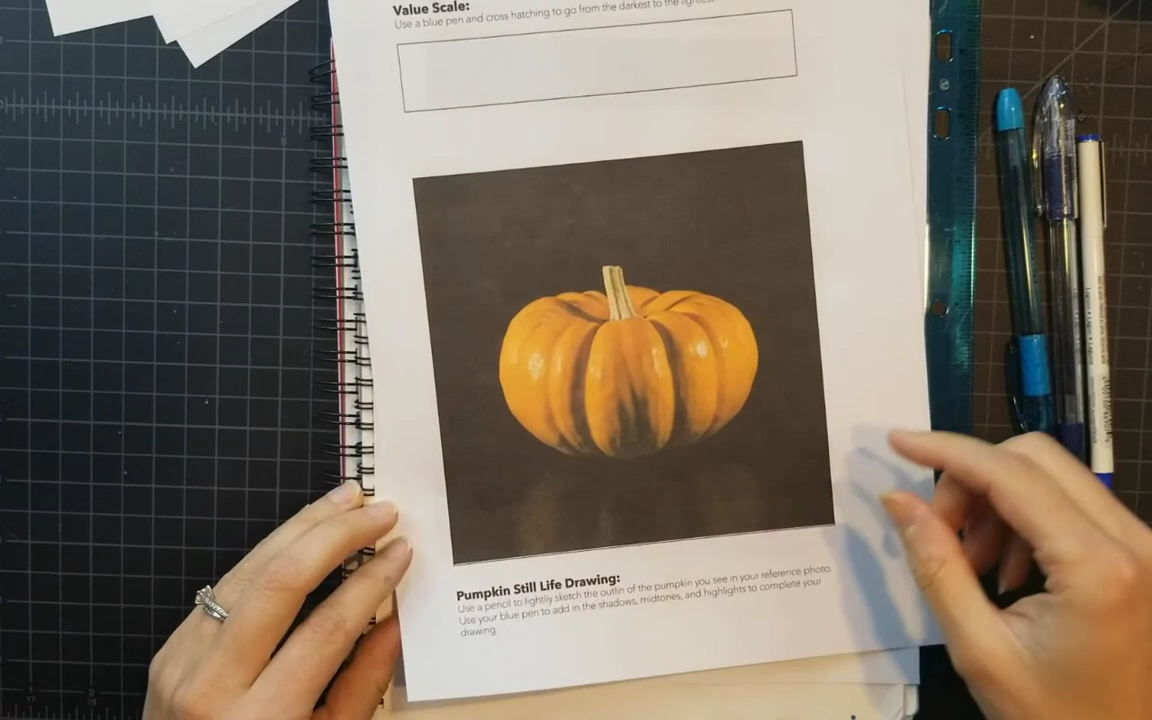 Value Scale:
Use a blue pen and cross hatching to go from the darkest to the lightest
Pumpkin Still Life Drawing:
Use a pencil to lightly sketch the outlin of the pumpkin you see in your reference photo.
Use your blue pen to add in the shadows, midtones, and highlights to complete your
drawing.